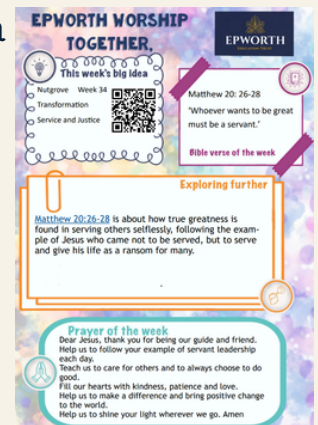 EPWORTH WORSHIP
TOGETHER.
EPWORTH
EDUCATION TRUST
This week's big idea
Nutgrove Week 34
Transformation
Service and Justice
Matthew 20: 26-28
'Whoever wants to be great
must be a servant.'
Bible verse of the week
Exploring further
Matthew 20:26-28 is about how true greatness is
found in serving others selflessly, following the exam-
ple of Jesus who came not to be served, but to serve
and give his life as a ransom for many.
Prayer of the week
Dear Jesus, thank you for being our guide and friend.
Help us to follow your example of servant leadership
each day.
Teach us to care for others and to always choose to do
good.
Fill our hearts with kindness, patience and love.
Help us to make a difference and bring positive change
to the world.
Help us to shine your light wherever we go. Amen